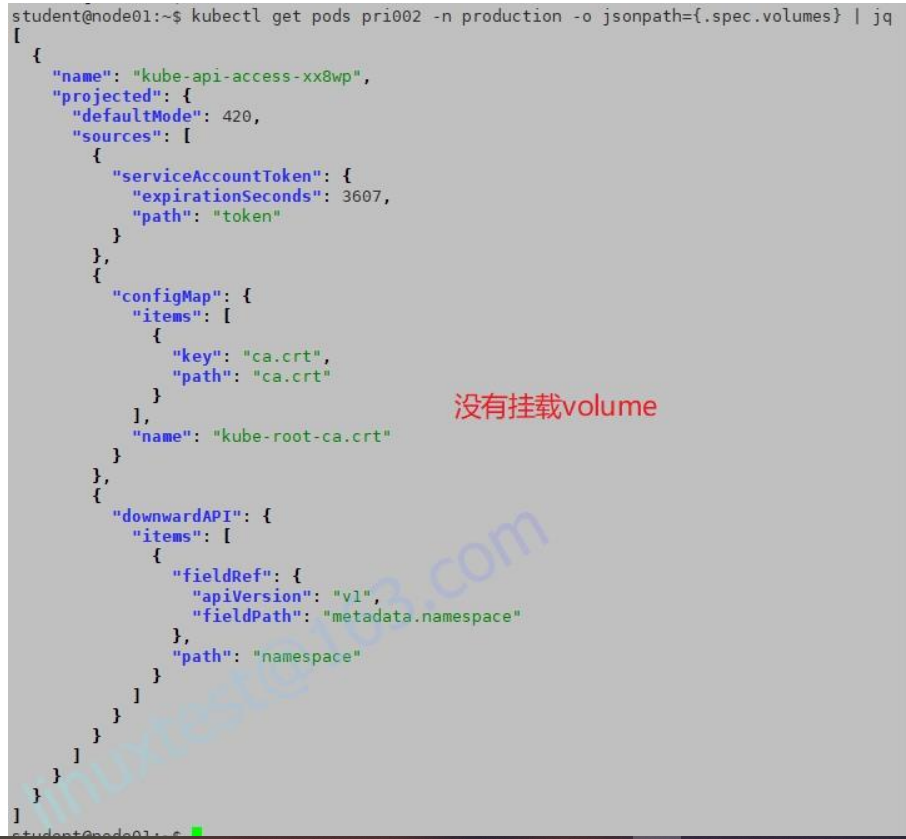 student@node01:~$ kubectl get pods pri002 -n production -o jsonpath={.spec.volumes} | jq
[
  {
    "name": "kube-api-access-xx8wp",
    "projected": {
      "defaultMode": 420,
      "sources": [
        {
          "serviceAccountToken": {
            "expirationSeconds": 3607,
            "path": "token"
          }
        },
        {
          "configMap": {
            "items": [
              {
                "key": "ca.crt",
                "path": "ca.crt"
              }
            ],
            "name": "kube-root-ca.crt"
          }
        },
        {
          "downwardAPI": {
            "items": [
              {
                "fieldRef": {
                  "apiVersion": "v1",
                  "fieldPath": "metadata.namespace"
                },
                "path": "namespace"
              }
            ]
          }
        }
      ]
    }
  }
]
student@node01:~$
没有挂载volume
linuxtest@163.com